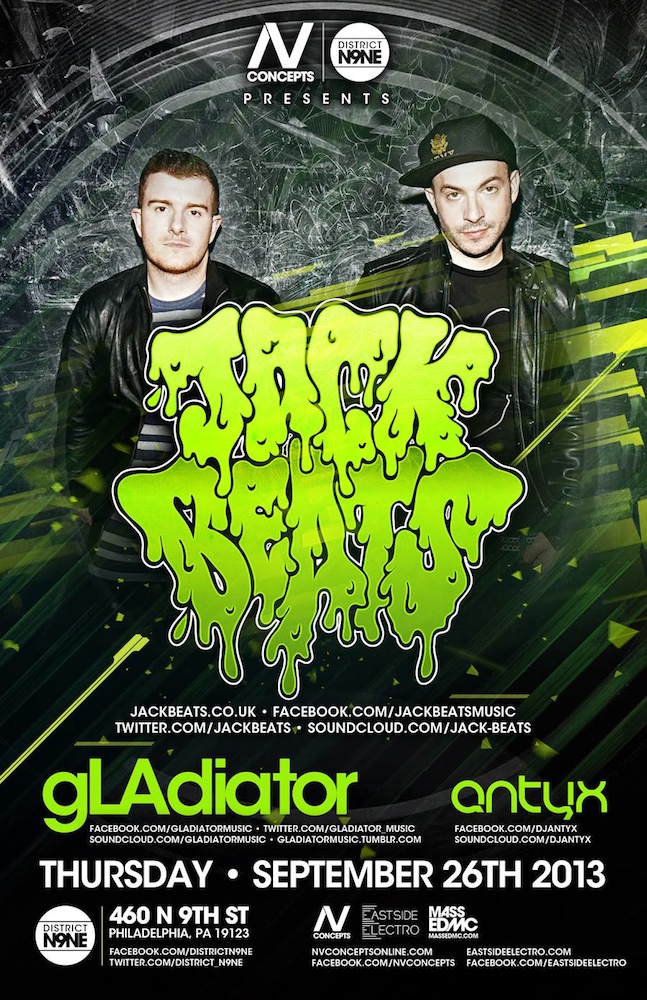 NV CONCEPTS
DISTRICT N9NE
PRESENTS
JACK
BEATS
JACKBEATS.CO.UK • FACEBOOK.COM/JACKBEATSMUSIC
TWITTER.COM/JACKBEATS • SOUNDCLOUD.COM/JACK-BEATS
gLAdiator
FACEBOOK.COM/GLADIATORMUSIC • TWITTER.COM/GLADIATOR_MUSIC
SOUNDCLOUD.COM/GLADIATORMUSIC • GLADIATORMUSIC.TUMBLR.COM
antyx
FACEBOOK.COM/DJANTYX
SOUNDCLOUD.COM/DJANTYX
THURSDAY • SEPTEMBER 26TH 2013
DISTRICT N9NE
460 N 9TH ST
PHILADELPHIA, PA 19123
FACEBOOK.COM/DISTRICTN9NE
TWITTER.COM/DISTRICT_N9NE
NV CONCEPTS
EASTSIDE
ELECTRO
MASS
EDMC
MASSEDMC.COM
NVCONCEPTSONLINE.COM
FACEBOOK.COM/NVCONCEPTS
EASTSIDEELECTRO.COM
FACEBOOK.COM/EASTSIDEELECTRO